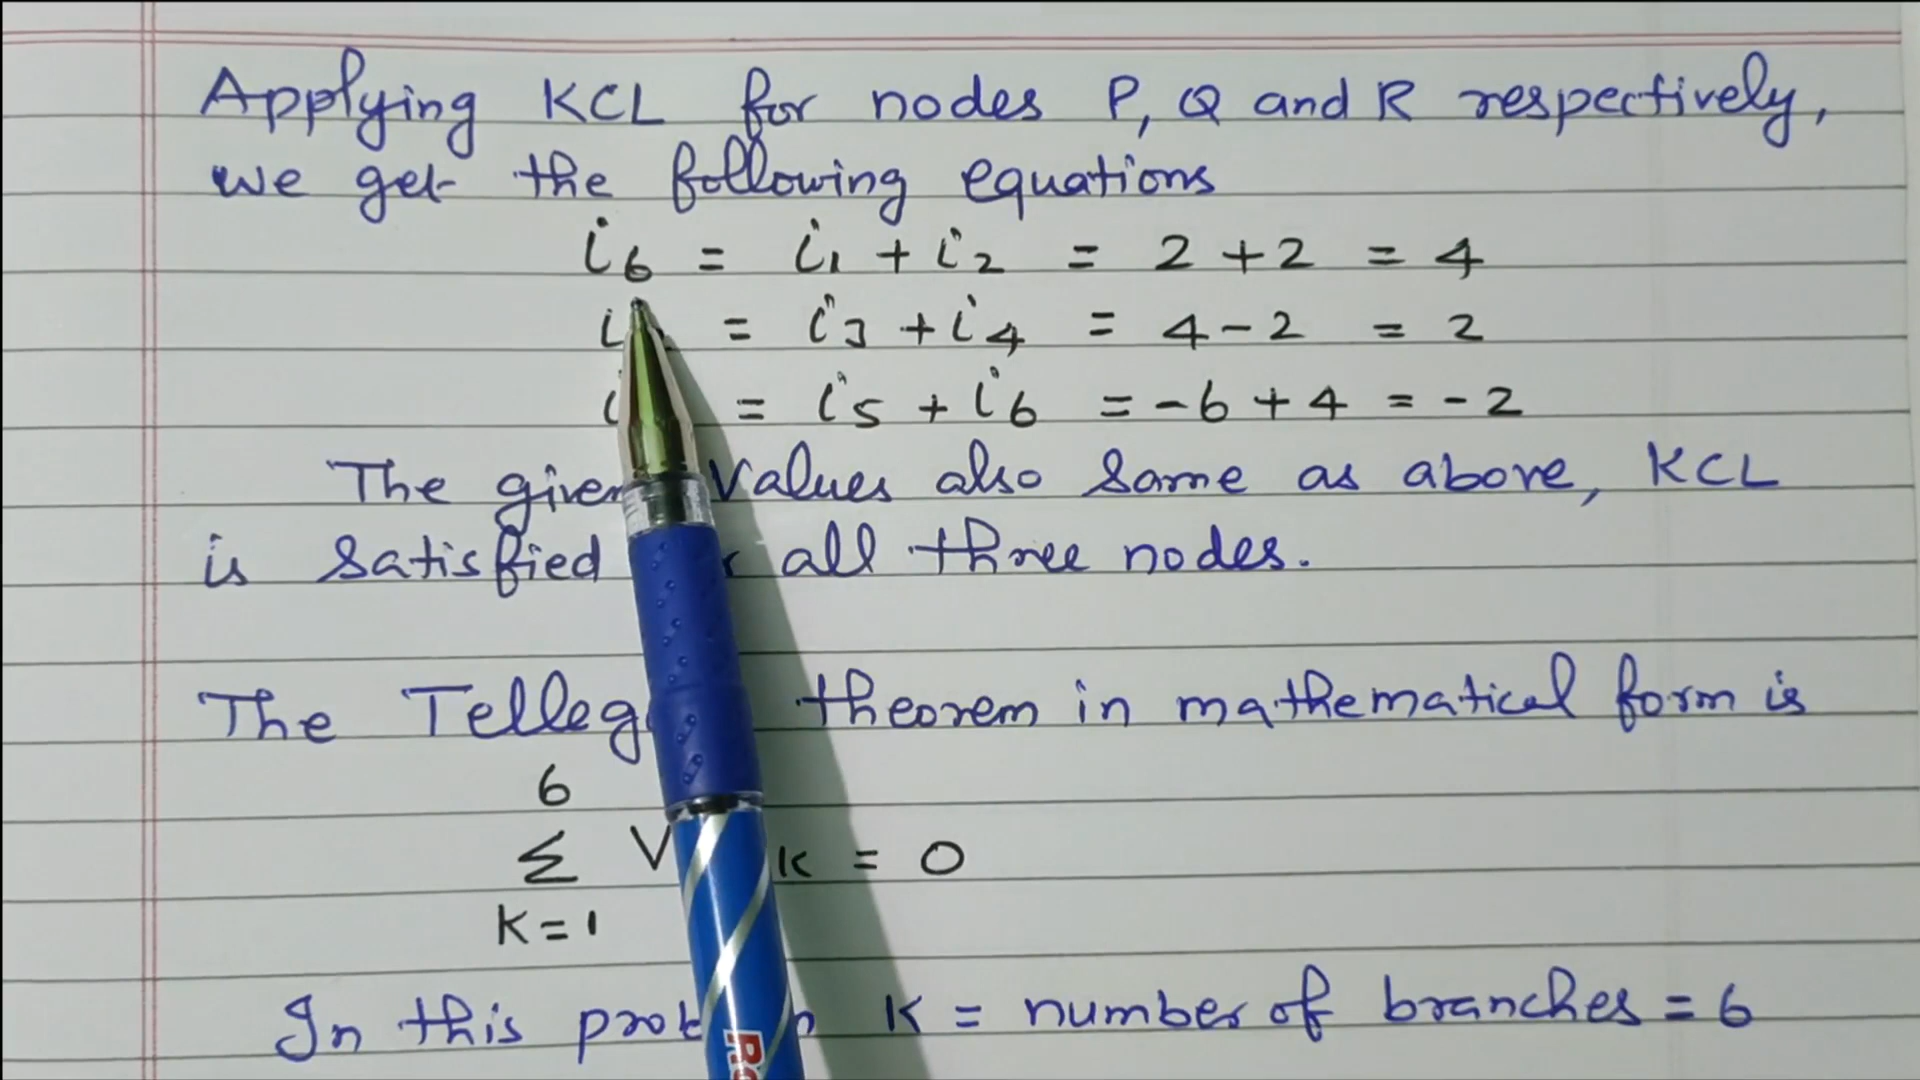 Applying KCL for nodes P, Q and R respectively,
we get the following equations
i6 = i1 + i2 = 2 + 2 = 4
i = i3 + i4 = 4 - 2 = 2
= i5 + i6 = -6 + 4 = -2
The given Values also Same as above, KCL
is Satisfied all three nodes.
The theorem in mathematical form is
6
Σ V k = 0
K = 1
In this K = number of branches = 6